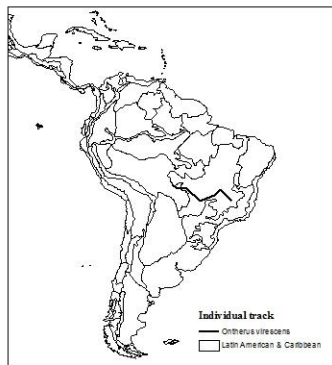 Individual track
Ontherus virescens
Latin American & Caribbean